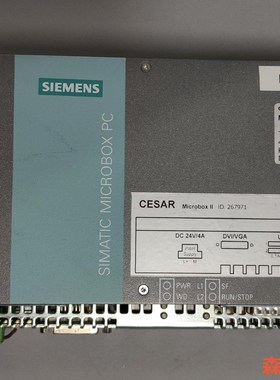 SIEMENS
SIMATIC MICROBOX PC
CESAR Microbox II ID: 267971
DC 24V/4A DVI/VGA
PWR L1 SF
WD L2 RUN/STOP